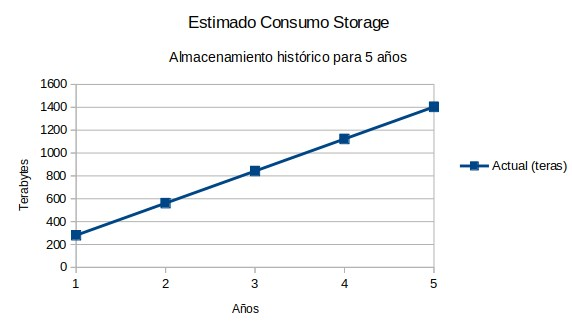 Estimado Consumo Storage
Almacenamiento histórico para 5 años
1600
1400
1200
1000
800
600
400
200
0
Terabytes
1 2 3 4 5
Años
Actual (teras)